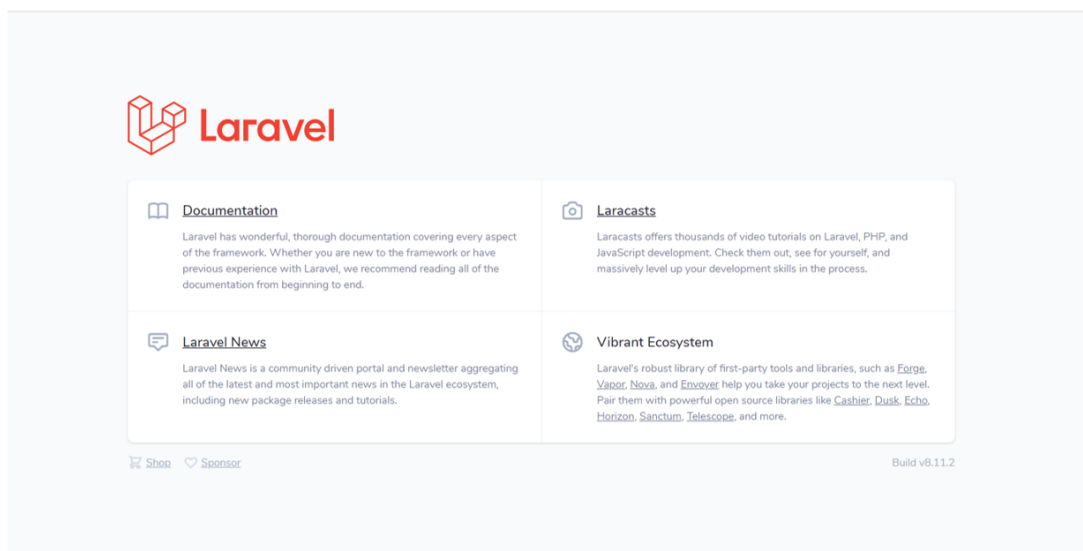 Laravel
Documentation
Laravel has wonderful, thorough documentation covering every aspect
of the framework. Whether you are new to the framework or have
previous experience with Laravel, we recommend reading all of the
documentation from beginning to end.
Laracasts
Laracasts offers thousands of video tutorials on Laravel, PHP, and
JavaScript development. Check them out, see for yourself, and
massively level up your development skills in the process.
Laravel News
Laravel News is a community driven portal and newsletter aggregating
all of the latest and most important news in the Laravel ecosystem,
including new package releases and tutorials.
Vibrant Ecosystem
Laravel's robust library of first-party tools and libraries, such as Forge,
Vapor, Nova, and Envoyer help you take your projects to the next level.
Pair them with powerful open source libraries like Cashier, Dusk, Echo,
Horizon, Sanctum, Telescope, and more.
Shop Sponsor
Build v8.11.2